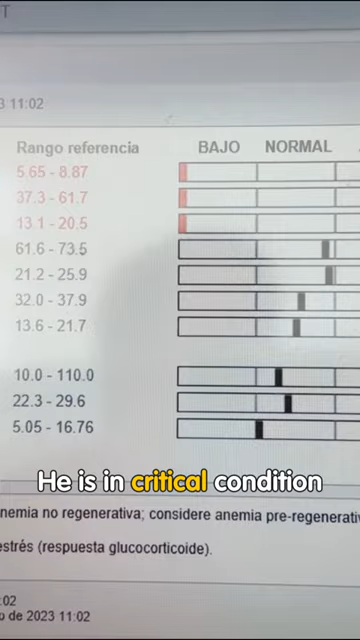 T
3 11:02
Rango referencia BAJO NORMAL
5.65 - 8.87
37.3 - 61.7
13.1 - 20.5
61.6 - 73.5
21.2 - 25.9
32.0 - 37.9
13.6 - 21.7
10.0 - 110.0
22.3 - 29.6
5.05 - 16.76
He is in critical condition
nemia no regenerativa; considere anemia pre-regenerativ
estrés (respuesta glucocorticoide).
:02
o de 2023 11:02